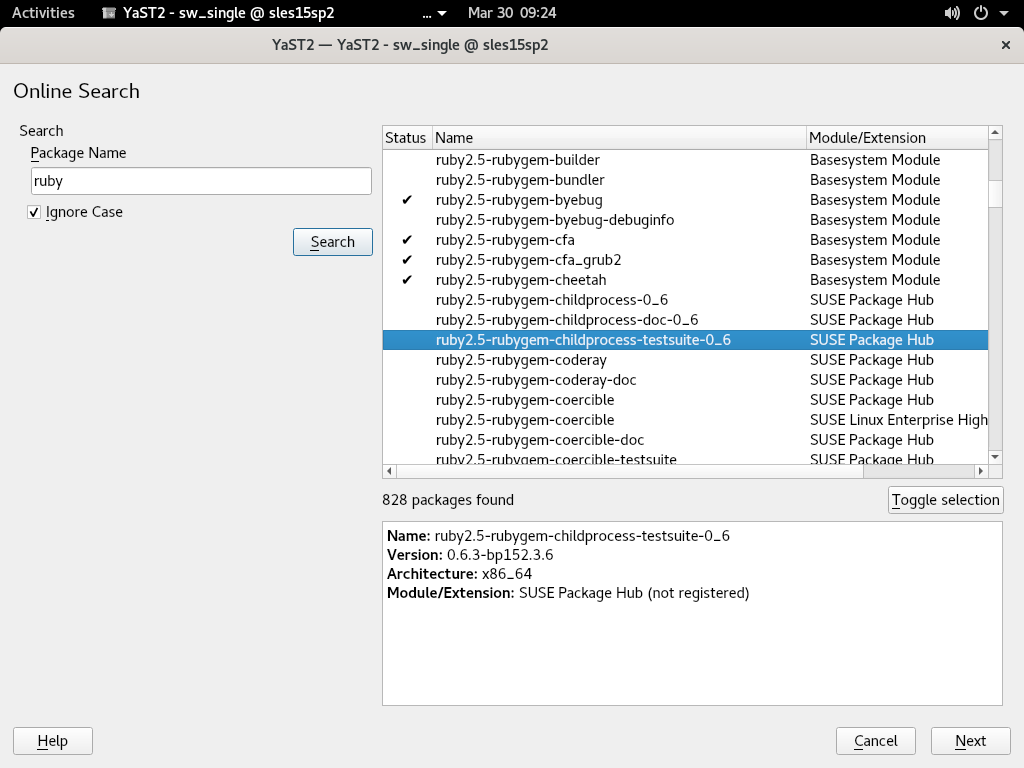 Activities YaST2 - sw_single @ sles15sp2 ... Mar 30 09:24
YaST2 — YaST2 - sw_single @ sles15sp2 ×
Online Search
Search
Package Name
ruby
✔ Ignore Case
Search
Status Name Module/Extension
ruby2.5-rubygem-builder Basesystem Module
ruby2.5-rubygem-bundler Basesystem Module
✔ ruby2.5-rubygem-byebug Basesystem Module
ruby2.5-rubygem-byebug-debuginfo Basesystem Module
✔ ruby2.5-rubygem-cfa Basesystem Module
✔ ruby2.5-rubygem-cfa_grub2 Basesystem Module
✔ ruby2.5-rubygem-cheetah Basesystem Module
ruby2.5-rubygem-childprocess-0_6 SUSE Package Hub
ruby2.5-rubygem-childprocess-doc-0_6 SUSE Package Hub
ruby2.5-rubygem-childprocess-testsuite-0_6 SUSE Package Hub
ruby2.5-rubygem-coderay SUSE Package Hub
ruby2.5-rubygem-coderay-doc SUSE Package Hub
ruby2.5-rubygem-coercible SUSE Package Hub
ruby2.5-rubygem-coercible SUSE Linux Enterprise High
ruby2.5-rubygem-coercible-doc SUSE Package Hub
ruby2.5-rubygem-coercible-testsuite SUSE Package Hub
828 packages found
Toggle selection
Name: ruby2.5-rubygem-childprocess-testsuite-0_6
Version: 0.6.3-bp152.3.6
Architecture: x86_64
Module/Extension: SUSE Package Hub (not registered)
Help Cancel Next